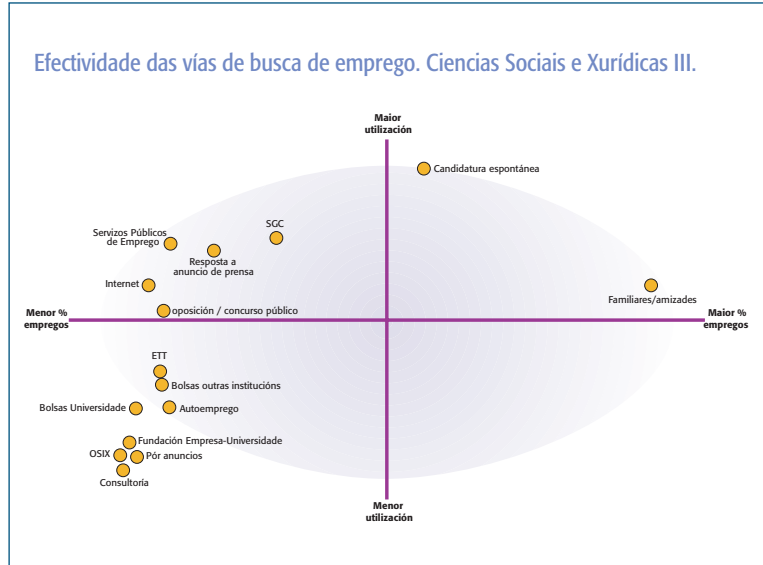 Efectividade das vías de busca de emprego. Ciencias Sociais e Xurídicas III.
Maior
utilización
Candidatura espontánea
SGC
Servizos Públicos
de Emprego
Resposta a
anuncio de prensa
Internet
Familiares/amizades
oposición / concurso público
Menor %
empregos
Maior %
empregos
ETT
Bolsas outras institucións
Bolsas Universidade
Autoemprego
Fundación Empresa-Universidade
OSIX
Pór anuncios
Consultoría
Menor
utilización